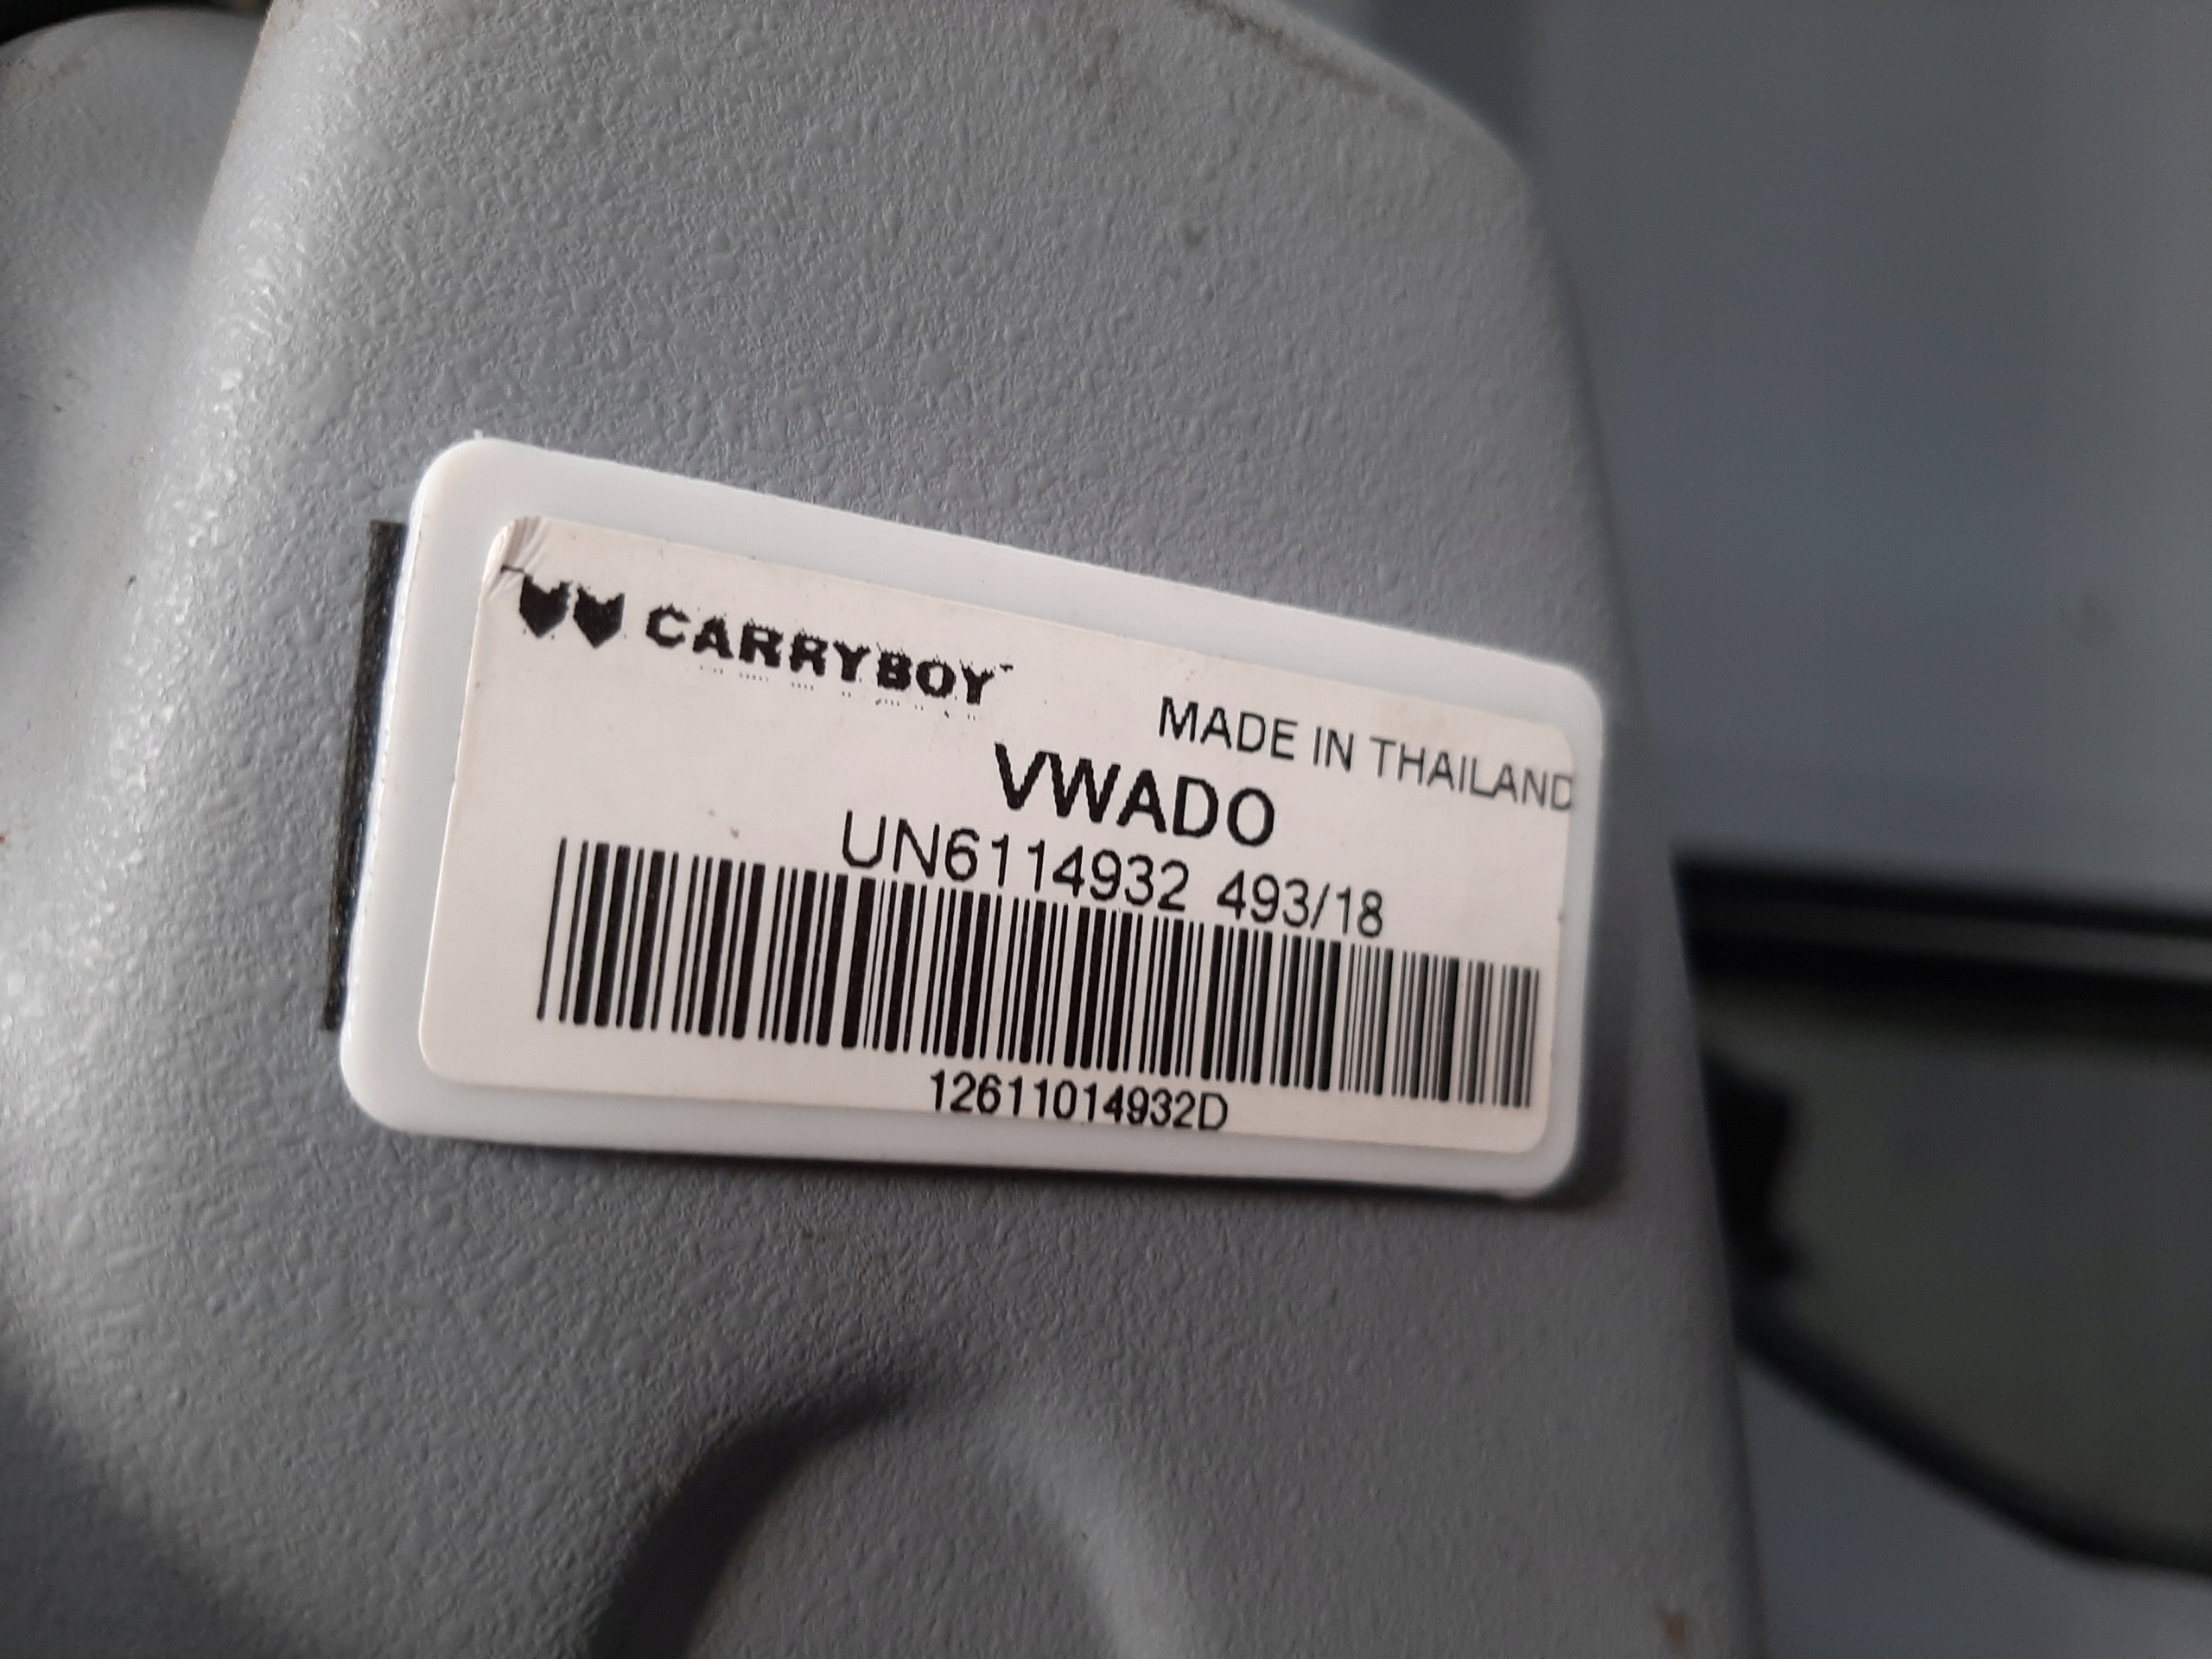 CARRYBOY
MADE IN THAILAND
VWADO
UN6114932 493/18
12611014932D